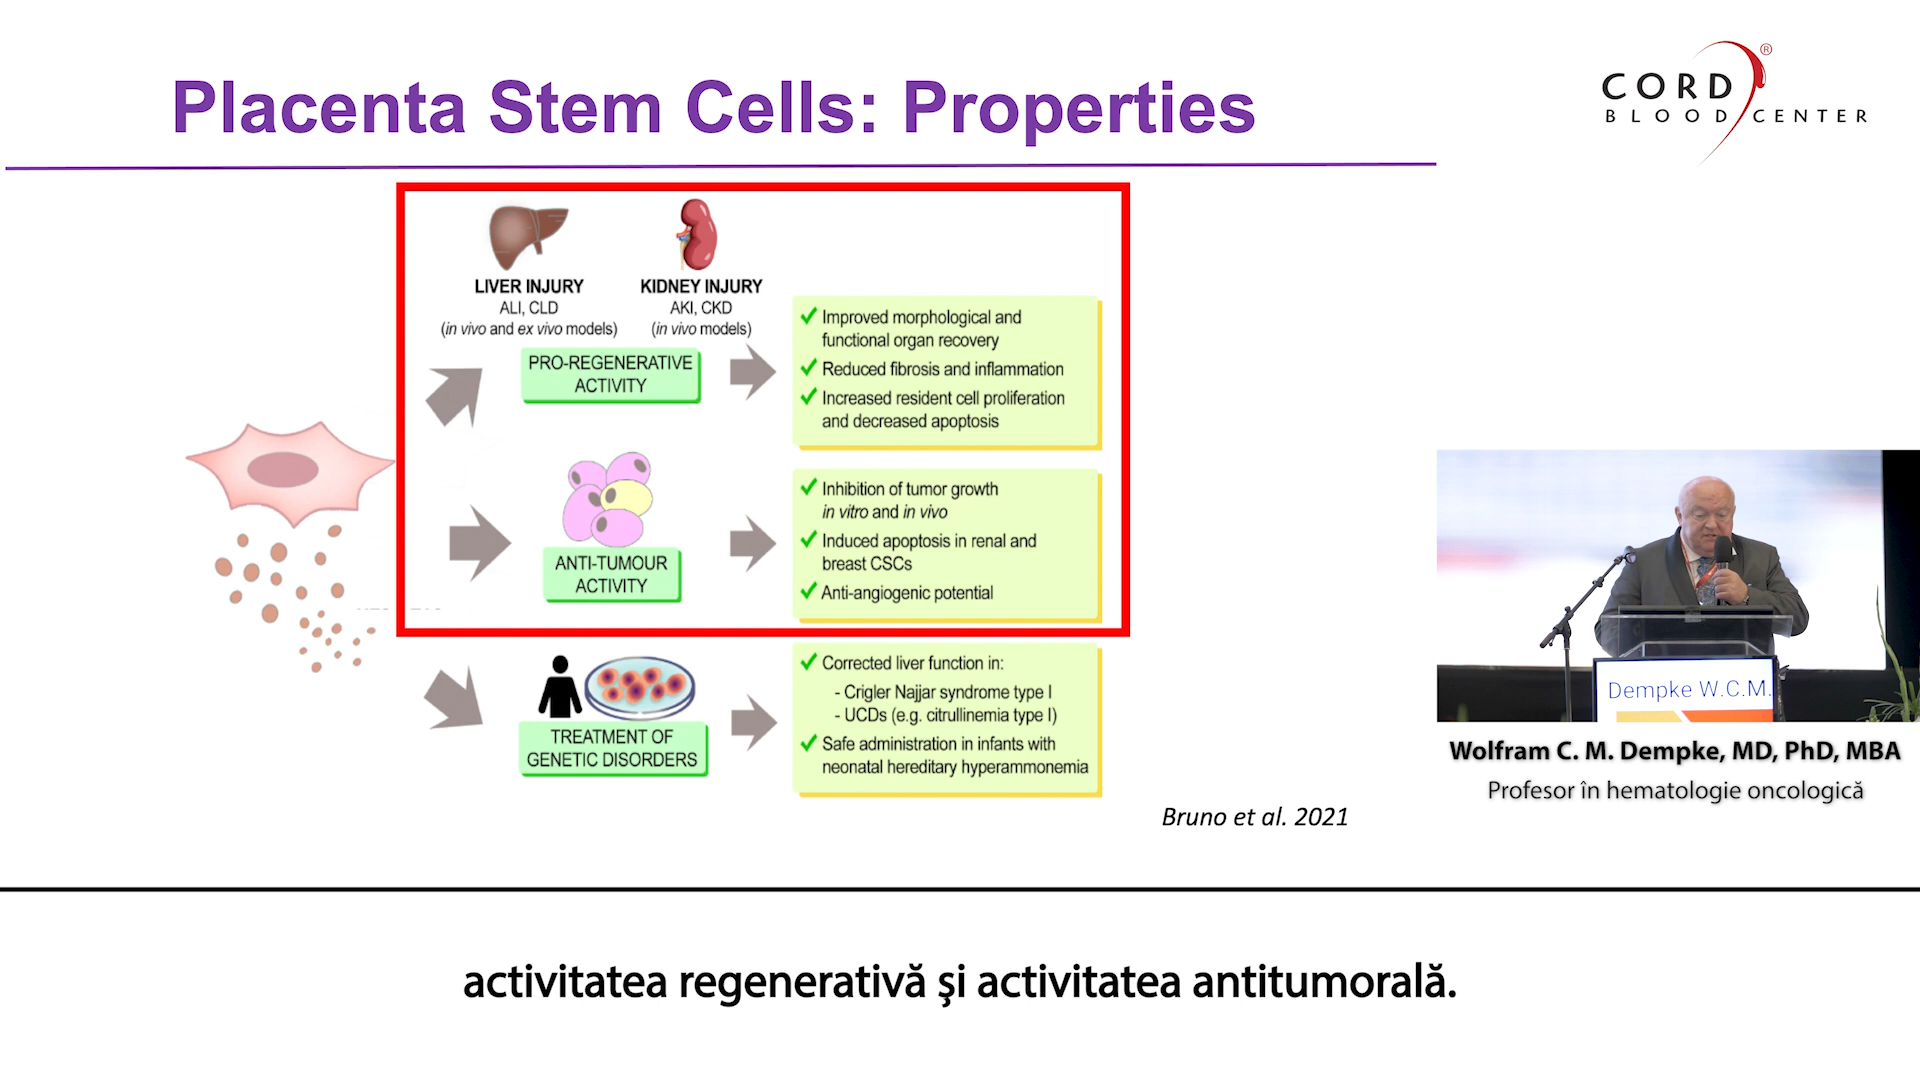 Placenta Stem Cells: Properties
CORD ®
BLOOD CENTER
LIVER INJURY
ALI, CLD
(in vivo and ex vivo models)
KIDNEY INJURY
AKI, CKD
(in vivo models)
PRO-REGENERATIVE
ACTIVITY
✓ Improved morphological and
functional organ recovery
✓ Reduced fibrosis and inflammation
✓ Increased resident cell proliferation
and decreased apoptosis
ANTI-TUMOUR
ACTIVITY
✓ Inhibition of tumor growth
in vitro and in vivo
✓ Induced apoptosis in renal and
breast CSCs
✓ Anti-angiogenic potential
TREATMENT OF
GENETIC DISORDERS
✓ Corrected liver function in:
- Crigler Najjar syndrome type I
- UCDs (e.g. citrullinemia type I)
✓ Safe administration in infants with
neonatal hereditary hyperammonemia
Bruno et al. 2021
Dempke W.C.M.
Wolfram C. M. Dempke, MD, PhD, MBA
Profesor în hematologie oncologică
activitatea regenerativă şi activitatea antitumorală.